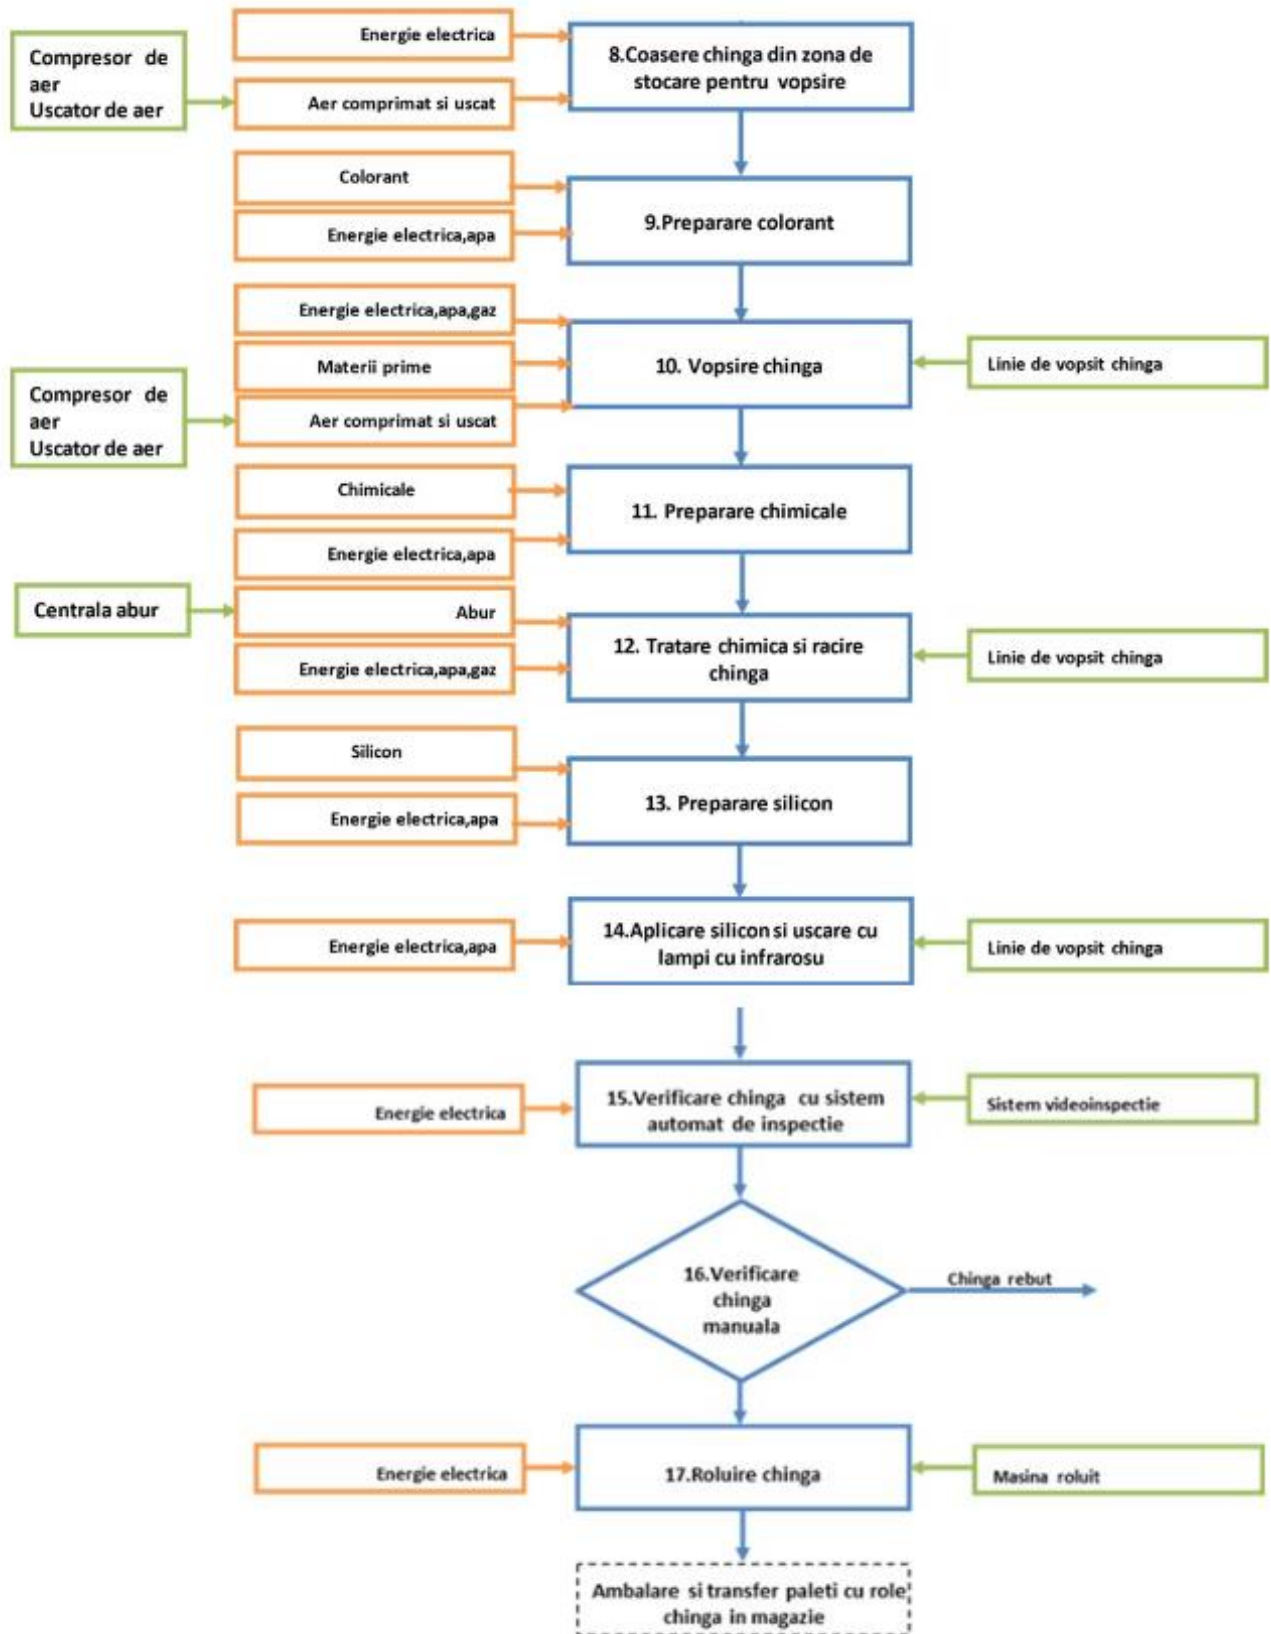 Energie electrica
Compresor de
aer
Uscator de aer
Aer comprimat si uscat
8.Coasere chinga din zona de
stocare pentru vopsire
Colorant
Energie electrica,apa
9.Preparare colorant
Energie electrica,apa,gaz
Materii prime
Compresor de
aer
Uscator de aer
Aer comprimat si uscat
10. Vopsire chinga
Linie de vopsit chinga
Chimicale
Energie electrica,apa
11. Preparare chimicale
Centrala abur
Abur
Energie electrica,apa,gaz
12. Tratare chimica si racire
chinga
Linie de vopsit chinga
Silicon
Energie electrica,apa
13. Preparare silicon
Energie electrica,apa
14.Aplicare silicon si uscare cu
lampi cu infrarosu
Linie de vopsit chinga
Energie electrica
15.Verificare chinga cu sistem
automat de inspectie
Sistem videoinspectie
16.Verificare
chinga
manuala
Chinga rebut
Energie electrica
17.Roluire chinga
Masina roluit
Ambalare si transfer paleti cu role
chinga in magazie